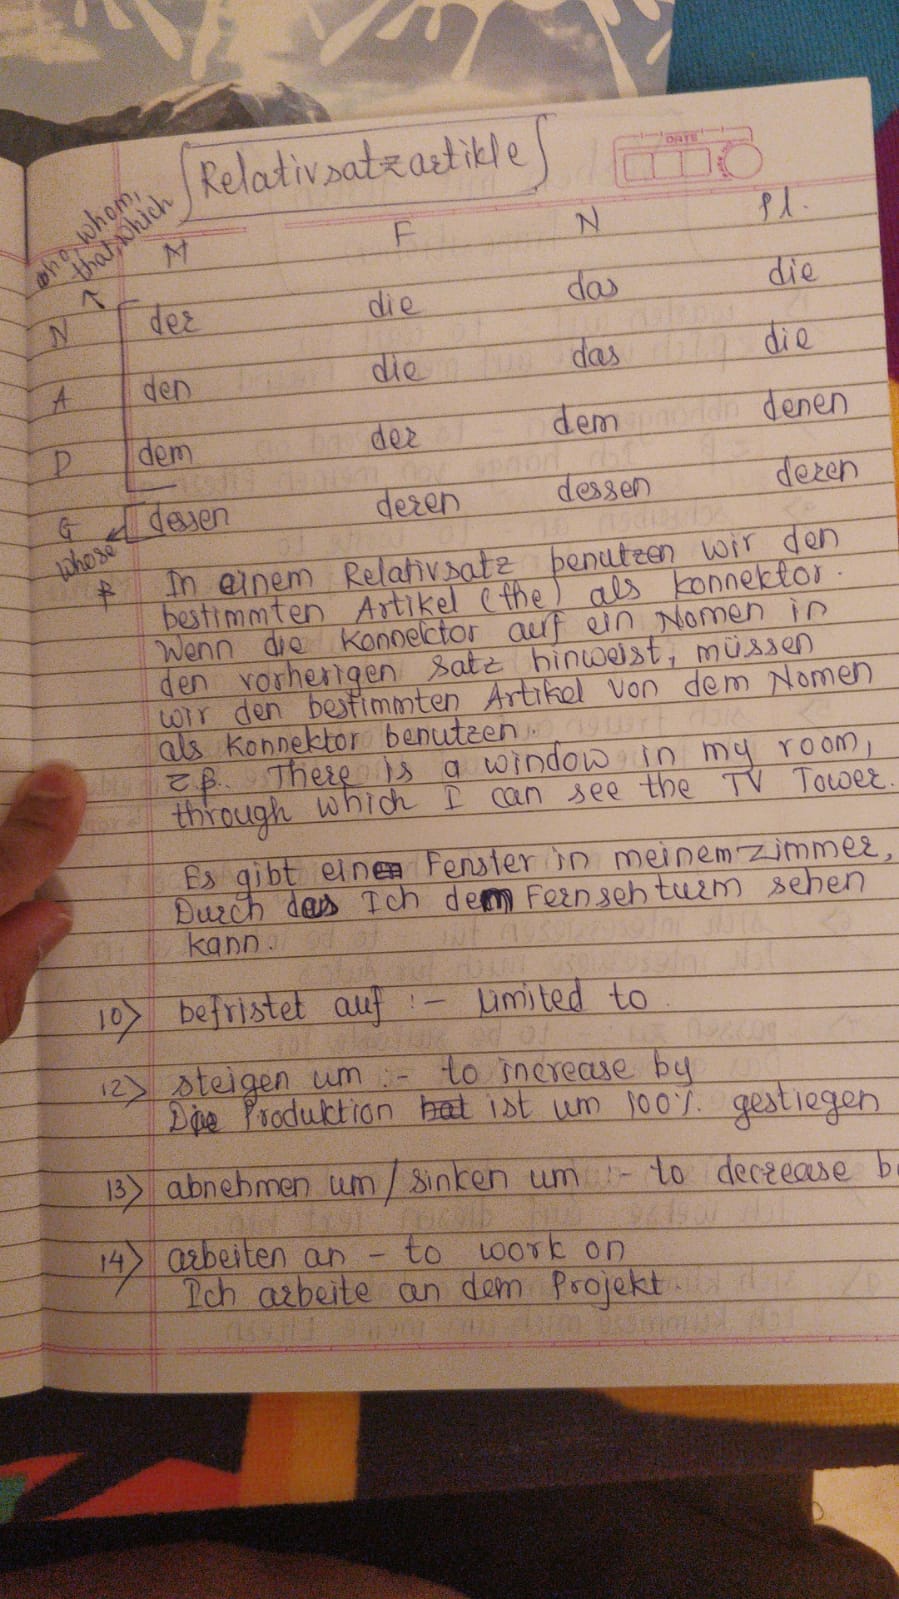 Relativsatzartikle
DATE
who, whom,
that, which
M F N Pl.
N der die das die
A den die das die
D dem der dem denen
G dessen deren dessen deren
whose
In einem Relativsatz benutzen wir den
bestimmten Artikel (the) als Konnektor.
Wenn die Konnektor auf ein Nomen in
den vorherigen Satz hinweist, müssen
wir den bestimmten Artikel von dem Nomen
als Konnektor benutzen.
z.B. There is a window in my room,
through which I can see the TV Tower.
Es gibt ein Fenster in meinem Zimmer,
Durch das Ich dem Fernsehturm sehen
kann.
10) befristet auf :- Limited to
12) steigen um :- to increase by
Die Produktion hat ist um 100% gestiegen
13) abnehmen um / sinken um :- to decrease b
14) arbeiten an - to work on
Ich arbeite an dem Projekt.